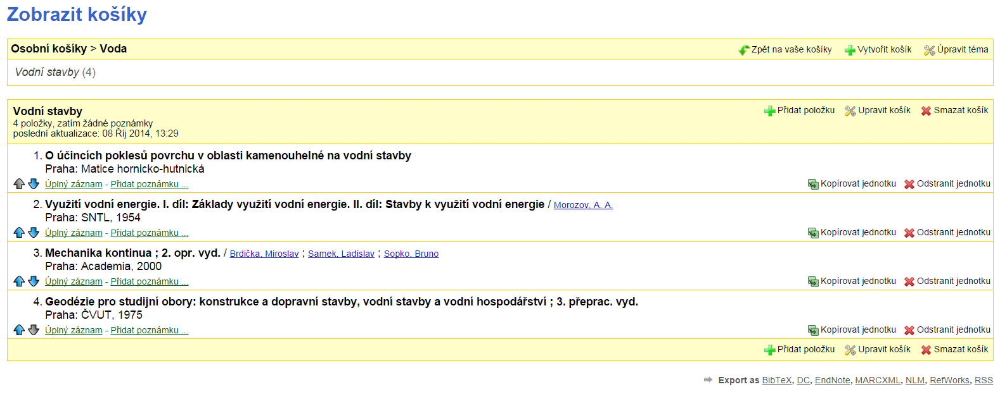 Zobrazit košíky
Osobní košíky > Voda Zpět na vaše košíky Vytvořit košík Úpravit téma
Vodní stavby (4)
Vodní stavby Přidat položku Upravit košík Smazat košík
4 položky, zatím žádné poznámky
poslední aktualizace: 08 Říj 2014, 13:29
1. O účincích poklesů povrchu v oblasti kamenouhelné na vodní stavby
Praha: Matice hornicko-hutnická
Úplný záznam - Přidat poznámku ... Kopírovat jednotku Odstranit jednotku
2. Využití vodní energie. I. díl: Základy využití vodní energie. II. díl: Stavby k využití vodní energie / Morozov, A. A.
Praha: SNTL, 1954
Úplný záznam - Přidat poznámku ... Kopírovat jednotku Odstranit jednotku
3. Mechanika kontinua ; 2. opr. vyd. / Brdička, Miroslav ; Samek, Ladislav ; Sopko, Bruno
Praha: Academia, 2000
Úplný záznam - Přidat poznámku ... Kopírovat jednotku Odstranit jednotku
4. Geodézie pro studijní obory: konstrukce a dopravní stavby, vodní stavby a vodní hospodářství ; 3. přeprac. vyd.
Praha: ČVUT, 1975
Úplný záznam - Přidat poznámku ... Kopírovat jednotku Odstranit jednotku
Přidat položku Upravit košík Smazat košík
Export as BibTeX, DC, EndNote, MARCXML, NLM, RefWorks, RSS